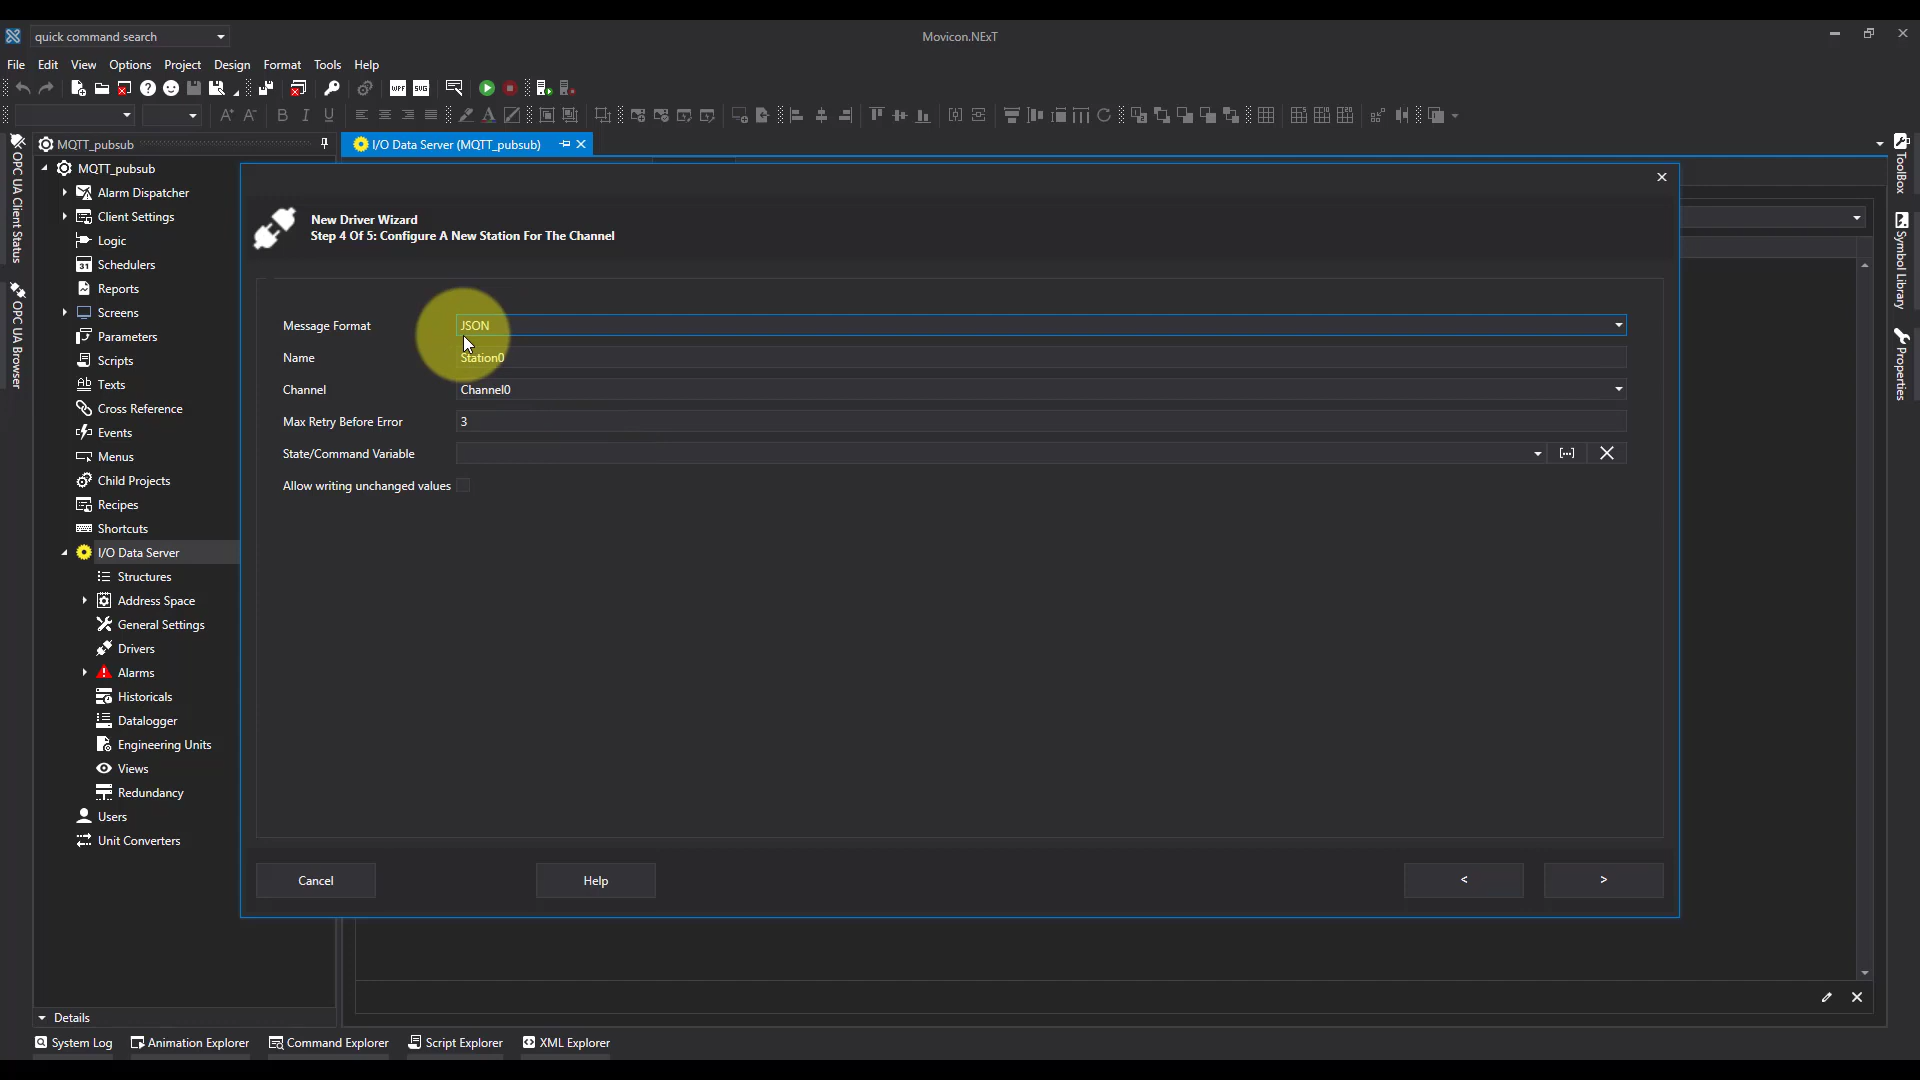 quick command search
Movicon.NExT
File Edit View Options Project Design Format Tools Help
WPF SVG
MQTT_pubsub
I/O Data Server (MQTT_pubsub)
OPC UA Client Status
OPC UA Browser
MQTT_pubsub
Alarm Dispatcher
Client Settings
Logic
Schedulers
Reports
Screens
Parameters
Scripts
Texts
Cross Reference
Events
Menus
Child Projects
Recipes
Shortcuts
I/O Data Server
Structures
Address Space
General Settings
Drivers
Alarms
Historicals
Datalogger
Engineering Units
Views
Redundancy
Users
Unit Converters
Details
New Driver Wizard
Step 4 Of 5: Configure A New Station For The Channel
Message Format JSON
Name Station0
Channel Channel0
Max Retry Before Error 3
State/Command Variable
Allow writing unchanged values
Cancel Help < >
ToolBox
Symbol Library
Properties
System Log Animation Explorer Command Explorer Script Explorer XML Explorer